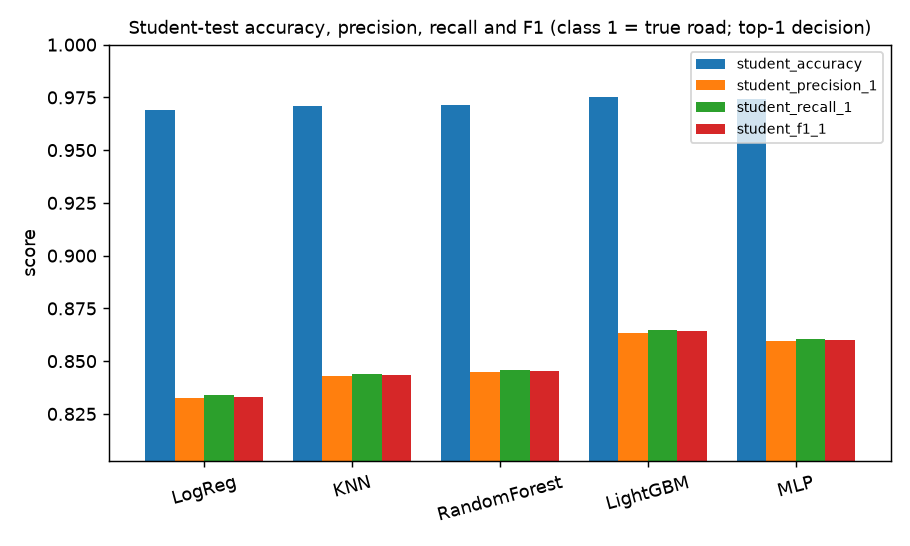 Student-test accuracy, precision, recall and F1 (class 1 = true road; top-1 decision)
student_accuracy
student_precision_1
student_recall_1
student_f1_1
score
1.000
0.975
0.950
0.925
0.900
0.875
0.850
0.825
LogReg
KNN
RandomForest
LightGBM
MLP